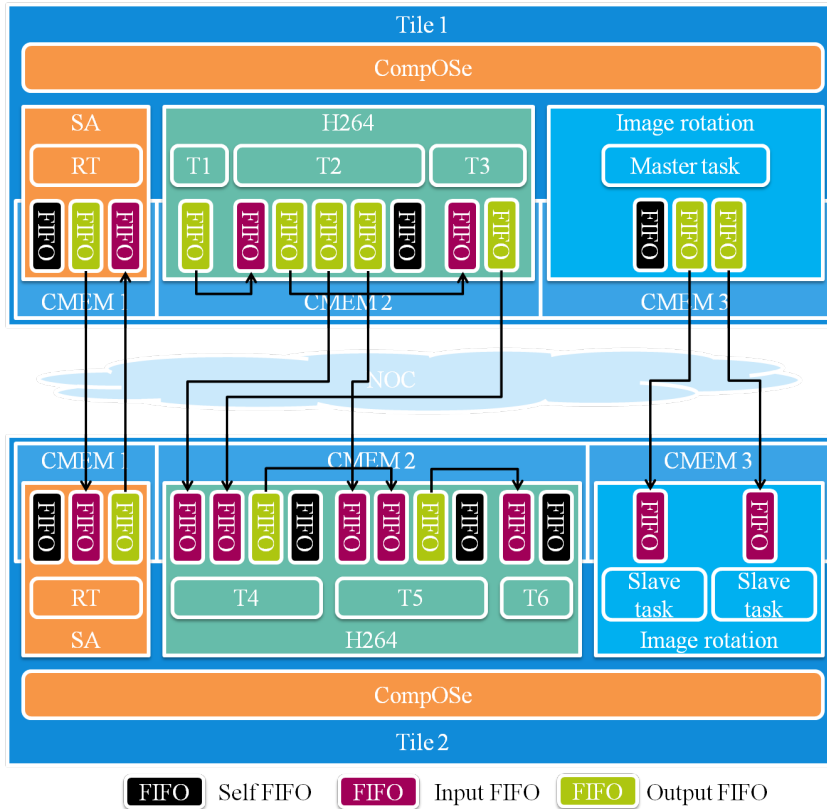 Tile 1
CompOSe
SA
H264
Image rotation
RT
T1
T2
T3
Master task
FIFO FIFO FIFO FIFO FIFO FIFO FIFO FIFO FIFO FIFO FIFO FIFO FIFO FIFO
CMEM 1
CMEM 2
CMEM 3
NOC
CMEM 1
CMEM 2
CMEM 3
FIFO FIFO FIFO FIFO FIFO FIFO FIFO FIFO FIFO FIFO FIFO FIFO FIFO FIFO FIFO
RT
T4
T5
T6
Slave
task
Slave
task
SA
H264
Image rotation
CompOSe
Tile 2
FIFO Self FIFO FIFO Input FIFO FIFO Output FIFO